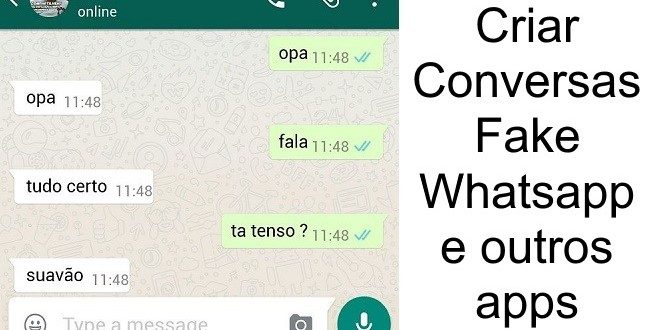 online
opa 11:48
opa 11:48
fala 11:48
tudo certo 11:48
ta tenso ? 11:48
suavão 11:48
Type a message
Criar
Conversas
Fake
Whatsapp
e outros
apps